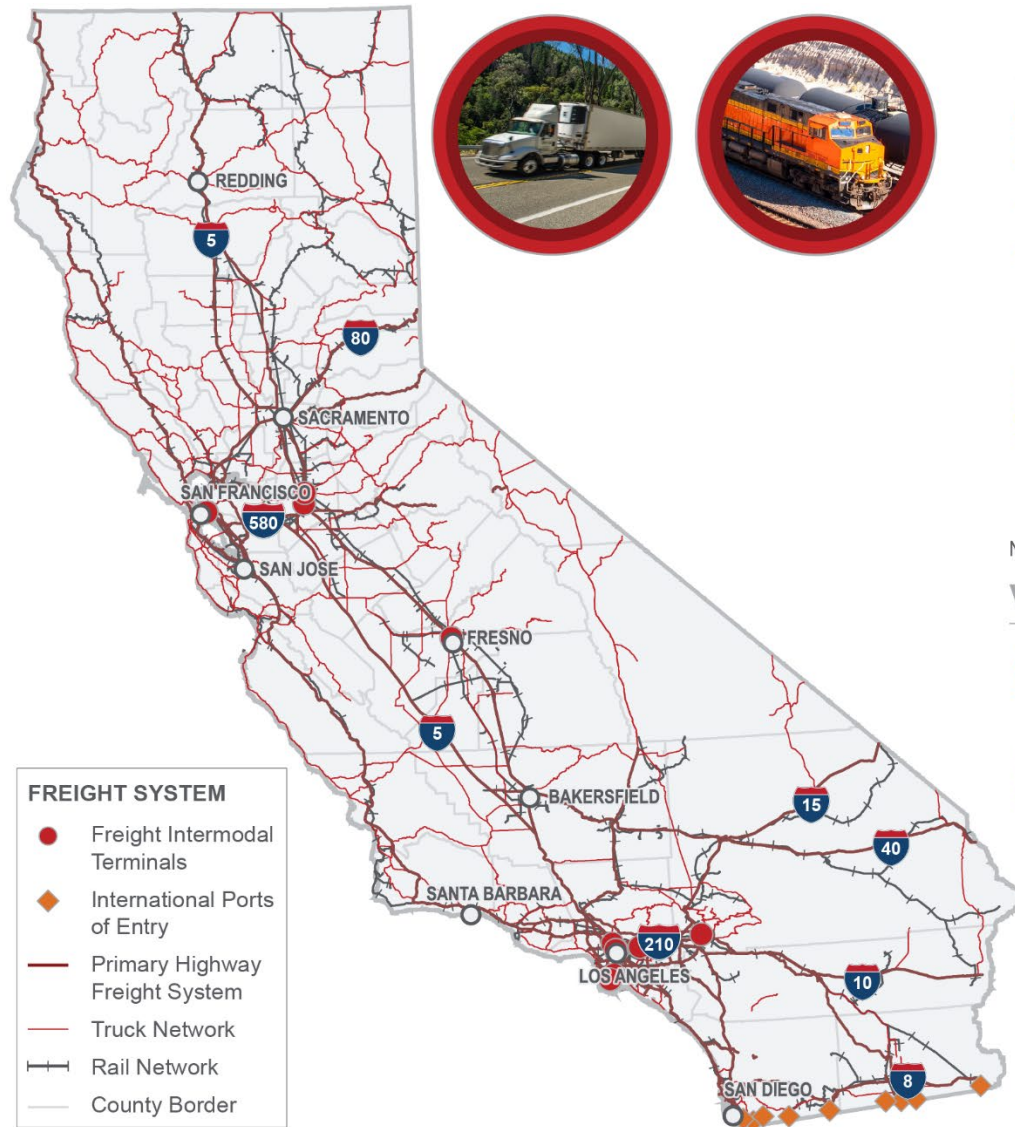 REDDING
5
80
SACRAMENTO
SAN FRANCISCO
580
SAN JOSE
N
FRESNO
5
BAKERSFIELD
15
40
SANTA BARBARA
210
LOS ANGELES
10
SAN DIEGO
8
FREIGHT SYSTEM
Freight Intermodal
Terminals
International Ports
of Entry
Primary Highway
Freight System
Truck Network
Rail Network
County Border